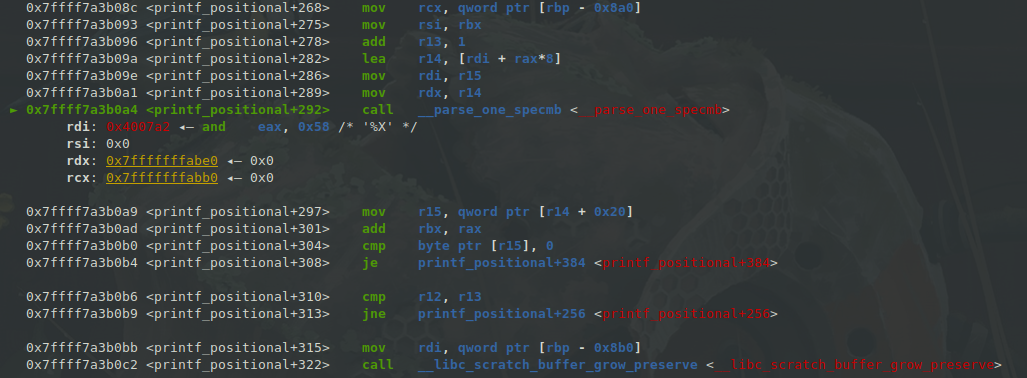 0x7ffff7a3b08c <printf_positional+268> mov rcx, qword ptr [rbp - 0x8a0]
0x7ffff7a3b093 <printf_positional+275> mov rsi, rbx
0x7ffff7a3b096 <printf_positional+278> add r13, 1
0x7ffff7a3b09a <printf_positional+282> lea r14, [rdi + rax*8]
0x7ffff7a3b09e <printf_positional+286> mov rdi, r15
0x7ffff7a3b0a1 <printf_positional+289> mov rdx, r14
► 0x7ffff7a3b0a4 <printf_positional+292> call __parse_one_specmb <__parse_one_specmb>
rdi: 0x4007a2 ◂— and eax, 0x58 /* '%X' */
rsi: 0x0
rdx: 0x7fffffffabe0 ◂— 0x0
rcx: 0x7fffffffabb0 ◂— 0x0
0x7ffff7a3b0a9 <printf_positional+297> mov r15, qword ptr [r14 + 0x20]
0x7ffff7a3b0ad <printf_positional+301> add rbx, rax
0x7ffff7a3b0b0 <printf_positional+304> cmp byte ptr [r15], 0
0x7ffff7a3b0b4 <printf_positional+308> je printf_positional+384 <printf_positional+384>
0x7ffff7a3b0b6 <printf_positional+310> cmp r12, r13
0x7ffff7a3b0b9 <printf_positional+313> jne printf_positional+256 <printf_positional+256>
0x7ffff7a3b0bb <printf_positional+315> mov rdi, qword ptr [rbp - 0x8b0]
0x7ffff7a3b0c2 <printf_positional+322> call __libc_scratch_buffer_grow_preserve <__libc_scratch_buffer_grow_preserve>